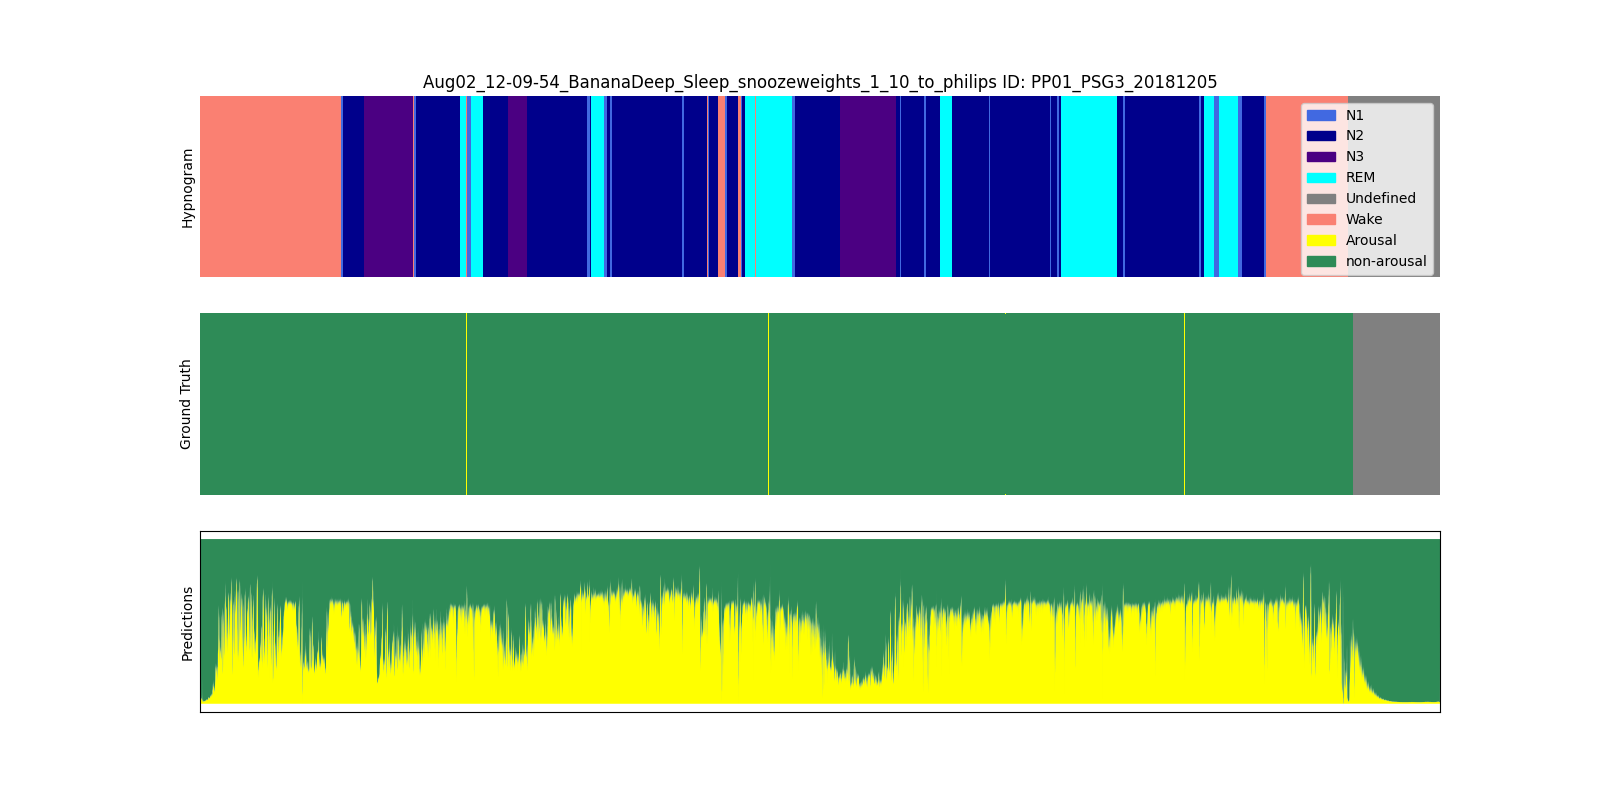 Aug02_12-09-54_BananaDeep_Sleep_snoozeweights_1_10_to_philips ID: PP01_PSG3_20181205
Hypnogram
N1
N2
N3
REM
Undefined
Wake
Arousal
non-arousal
Ground Truth
Predictions